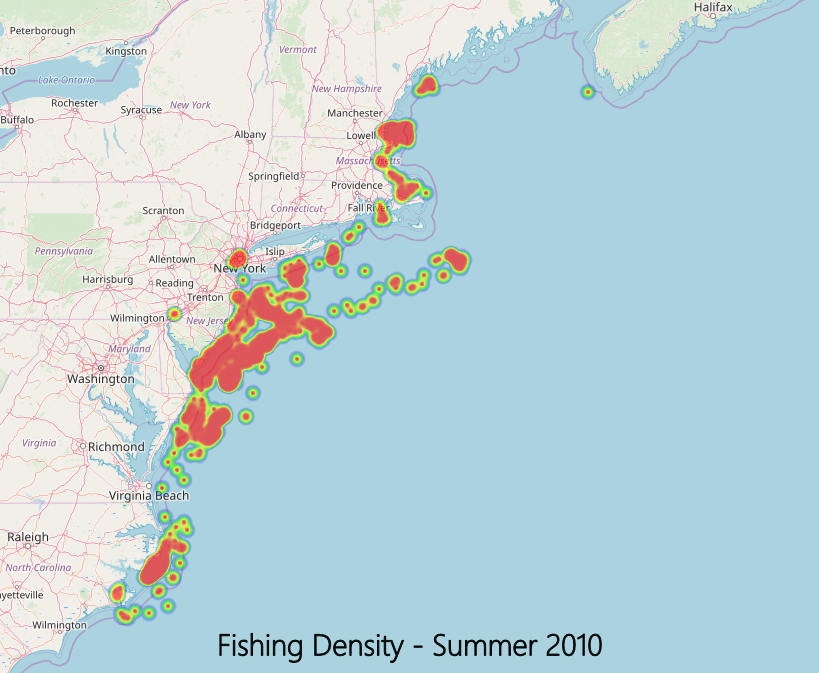 Halifax
Peterborough
Kingston
Vermont
nto
Lake Ontario
New Hampshire
Rochester
Syracuse
New York
Manchester
Buffalo
Albany
Lowell
Massachusetts
Springfield
Providence
Connecticut
Fall River
Scranton
Bridgeport
Pennsylvania
Allentown
Islip
New York
Harrisburg
Reading
Trenton
Wilmington
New Jersey
Maryland
Washington
Virginia
Richmond
Virginia Beach
Raleigh
North Carolina
ayetteville
Wilmington
Fishing Density - Summer 2010